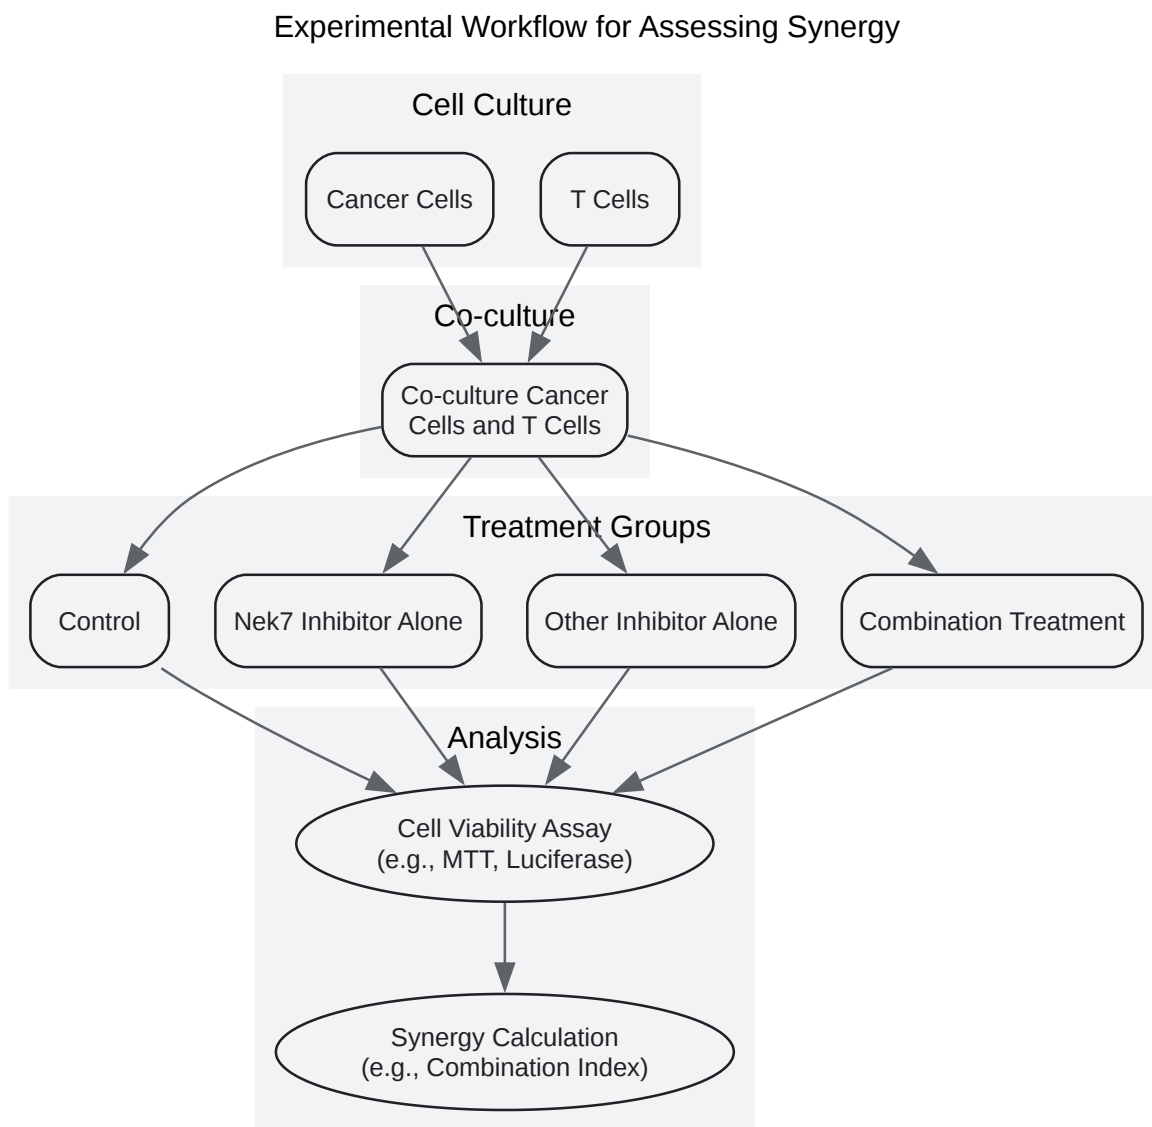 Experimental Workflow for Assessing Synergy
Cell Culture
Cancer Cells
T Cells
Co-culture
Co-culture Cancer
Cells and T Cells
Treatment Groups
Control
Nek7 Inhibitor Alone
Other Inhibitor Alone
Combination Treatment
Analysis
Cell Viability Assay
(e.g., MTT, Luciferase)
Synergy Calculation
(e.g., Combination Index)